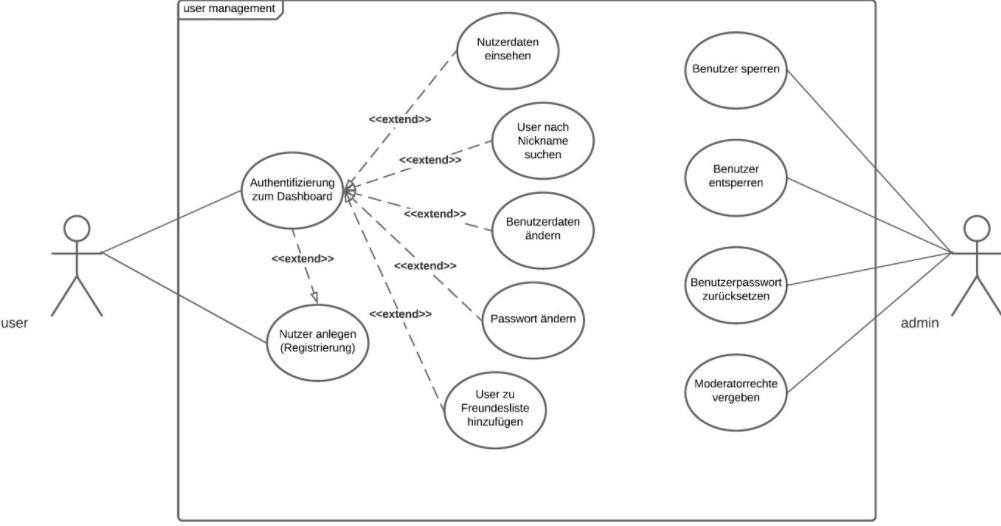 user management
Nutzerdaten
einsehen
<<extend>>
User nach
Nickname
suchen
<<extend>>
Authentifizierung
zum Dashboard
Benutzerdaten
ändern
<<extend>>
<<extend>>
<<extend>>
Passwort ändern
<<extend>>
Nutzer anlegen
(Registrierung)
User zu
Freundesliste
hinzufügen
user
Benutzer sperren
Benutzer
entsperren
Benutzerpasswort
zurücksetzen
Moderatorrechte
vergeben
admin